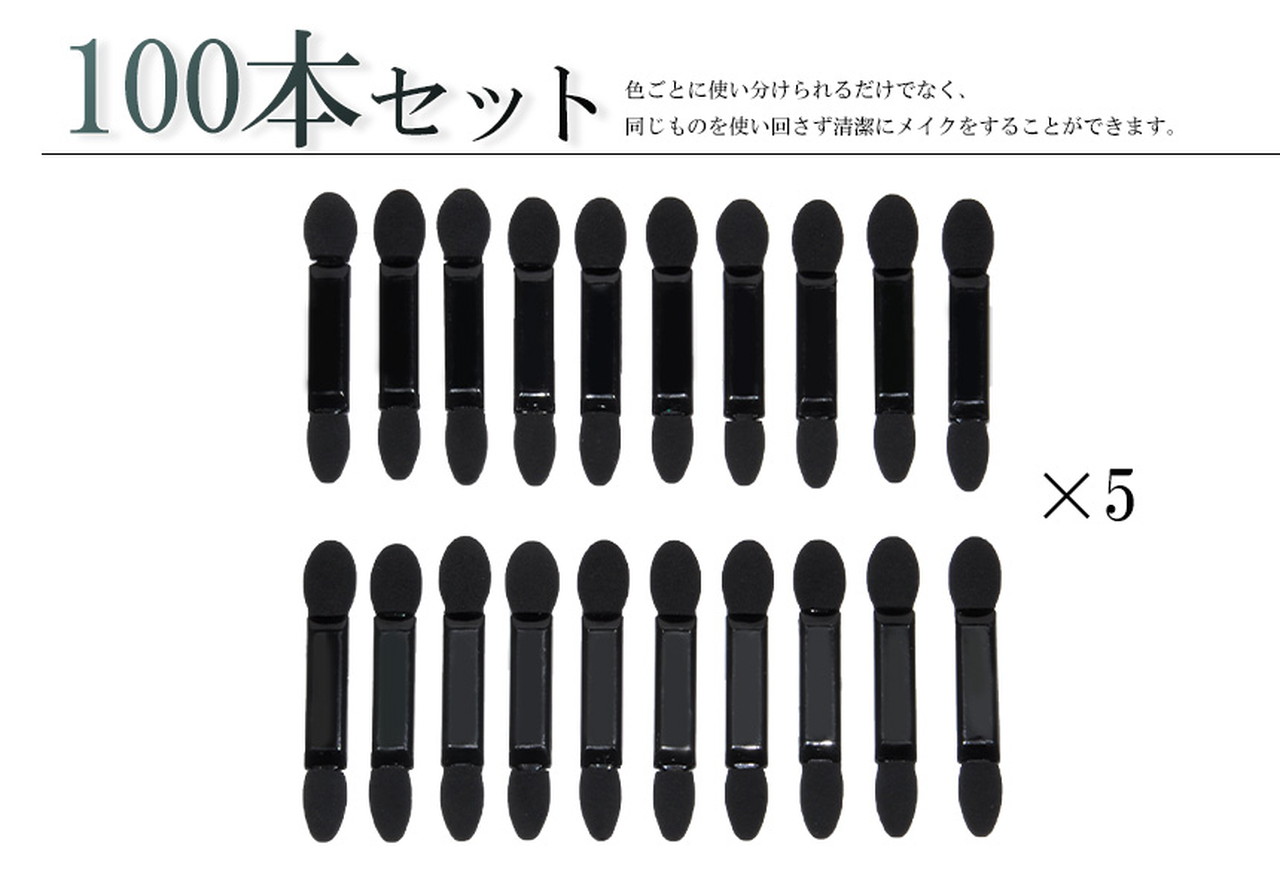 100本セット
色ごとに使い分けられるだけでなく、
同じものを使い回さず清潔にメイクをすることができます。
×5